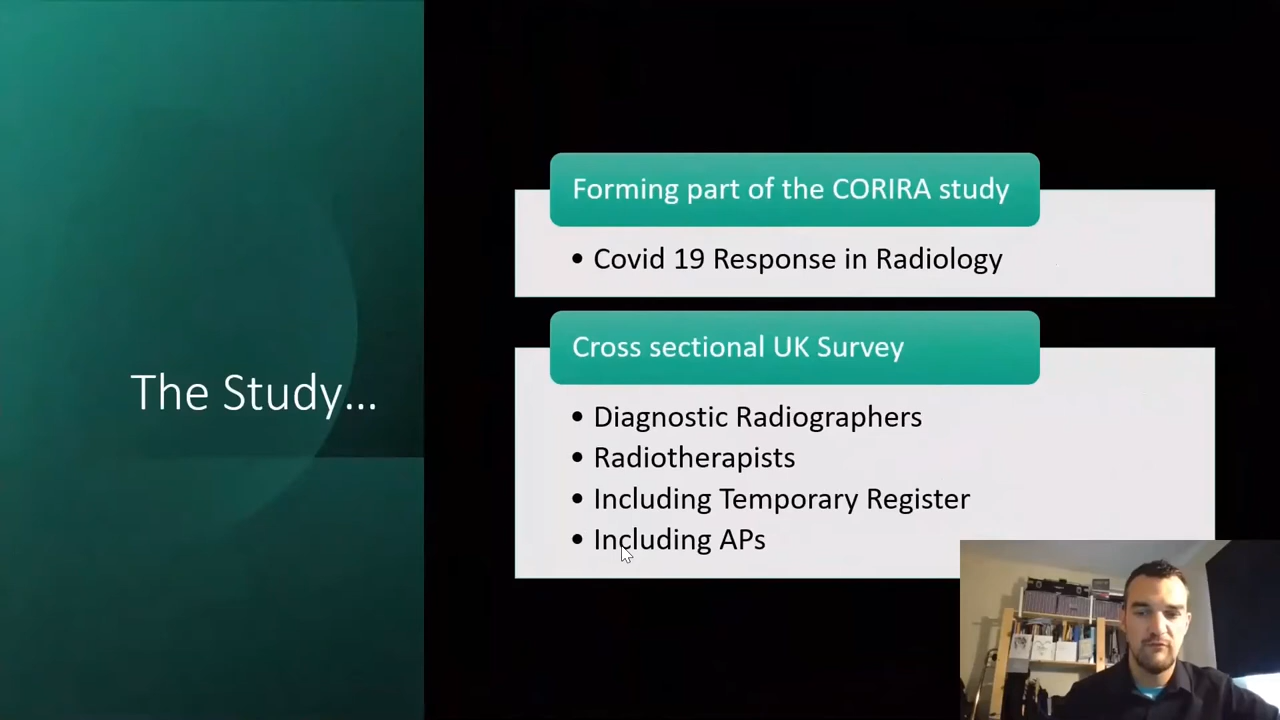 The Study...
Forming part of the CORIRA study
• Covid 19 Response in Radiology
Cross sectional UK Survey
• Diagnostic Radiographers
• Radiotherapists
• Including Temporary Register
• Including APs